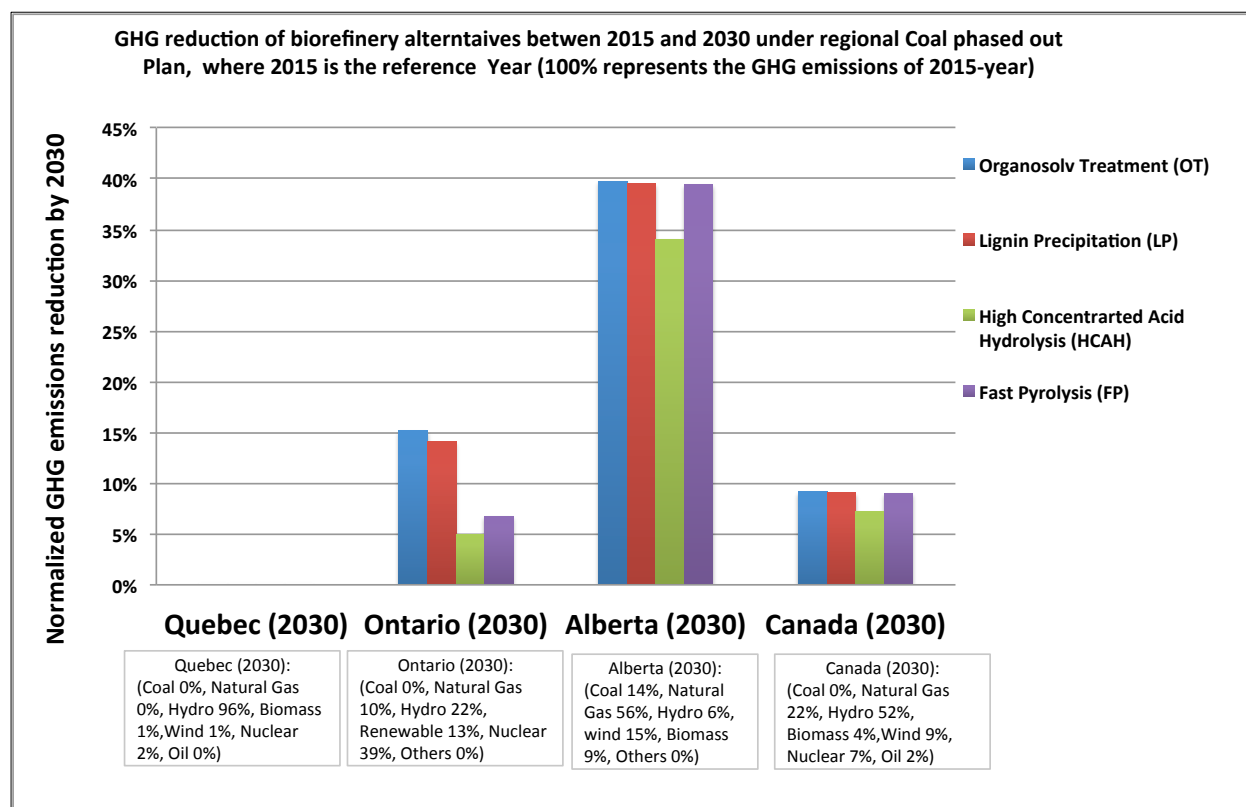 GHG reduction of biorefinery alterntaives betwen 2015 and 2030 under regional Coal phased out
Plan, where 2015 is the reference Year (100% represents the GHG emissions of 2015-year)
Normalized GHG emissions reduction by 2030
45%
40%
35%
30%
25%
20%
15%
10%
5%
0%
Organosolv Treatment (OT)
Lignin Precipitation (LP)
High Concentrarted Acid
Hydrolysis (HCAH)
Fast Pyrolysis (FP)
Quebec (2030) Ontario (2030) Alberta (2030) Canada (2030)
Quebec (2030):
(Coal 0%, Natural Gas
0%, Hydro 96%, Biomass
1%,Wind 1%, Nuclear
2%, Oil 0%)
Ontario (2030):
(Coal 0%, Natural Gas
10%, Hydro 22%,
Renewable 13%, Nuclear
39%, Others 0%)
Alberta (2030):
(Coal 14%, Natural
Gas 56%, Hydro 6%,
wind 15%, Biomass
9%, Others 0%)
Canada (2030):
(Coal 0%, Natural Gas
22%, Hydro 52%,
Biomass 4%,Wind 9%,
Nuclear 7%, Oil 2%)